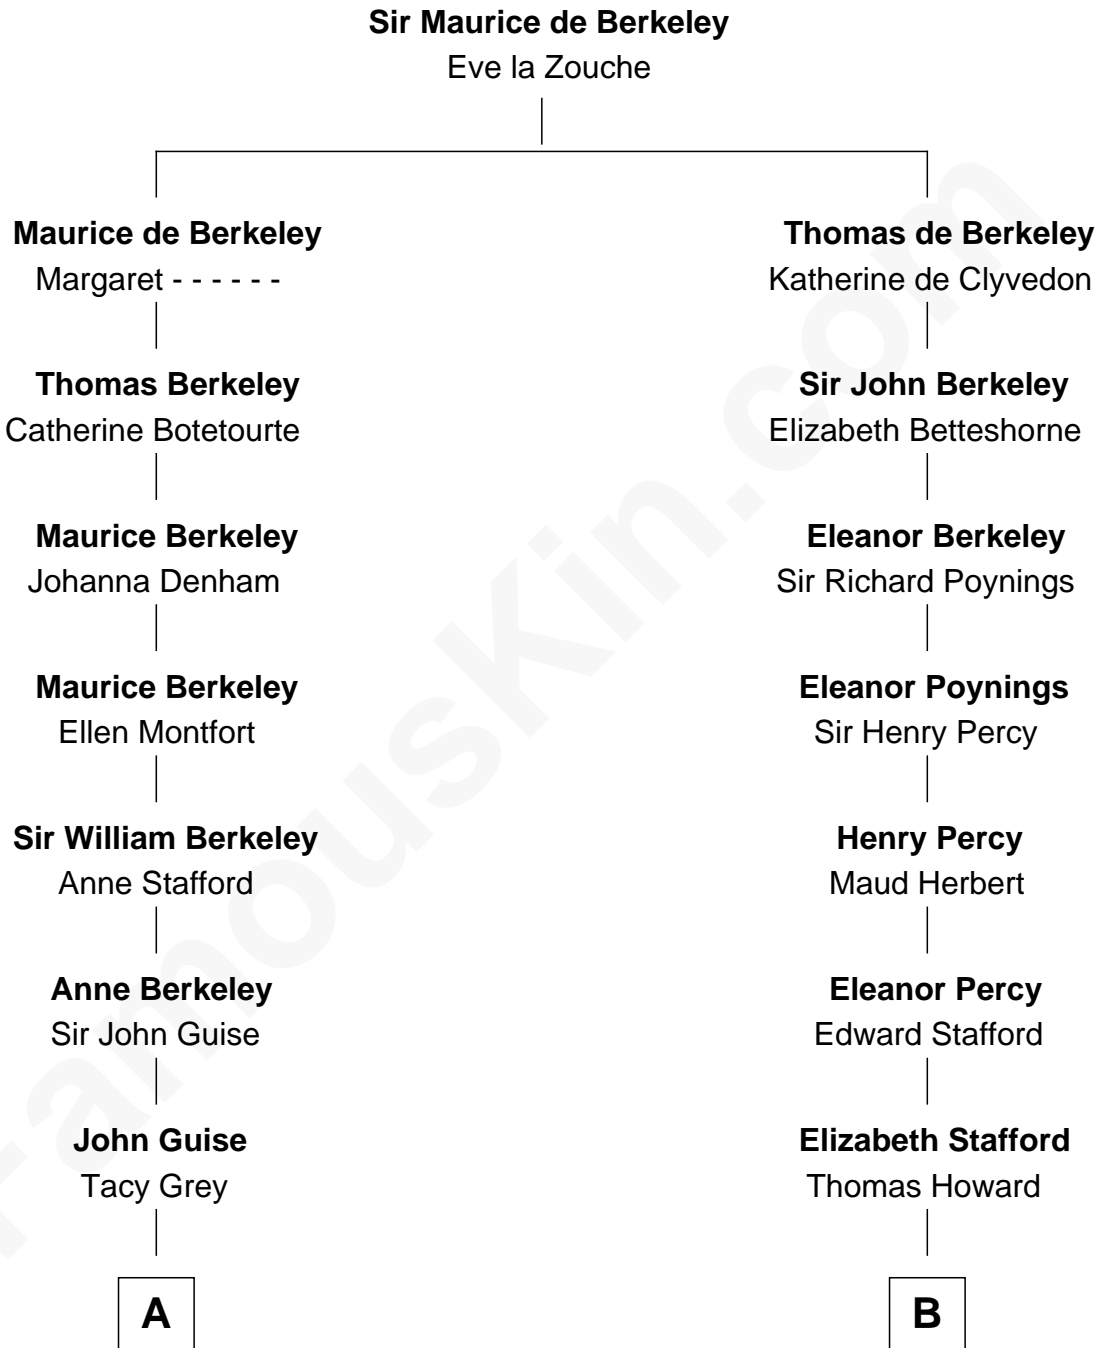 Sir Maurice de Berkeley
Eve la Zouche
Maurice de Berkeley
Margaret - - - - - -
Thomas de Berkeley
Katherine de Clyvedon
Thomas Berkeley
Catherine Botetourte
Sir John Berkeley
Elizabeth Betteshorne
Maurice Berkeley
Johanna Denham
Eleanor Berkeley
Sir Richard Poynings
Maurice Berkeley
Ellen Montfort
Eleanor Poynings
Sir Henry Percy
Sir William Berkeley
Anne Stafford
Henry Percy
Maud Herbert
Anne Berkeley
Sir John Guise
Eleanor Percy
Edward Stafford
John Guise
Tacy Grey
Elizabeth Stafford
Thomas Howard
A
B
FamousKin.com